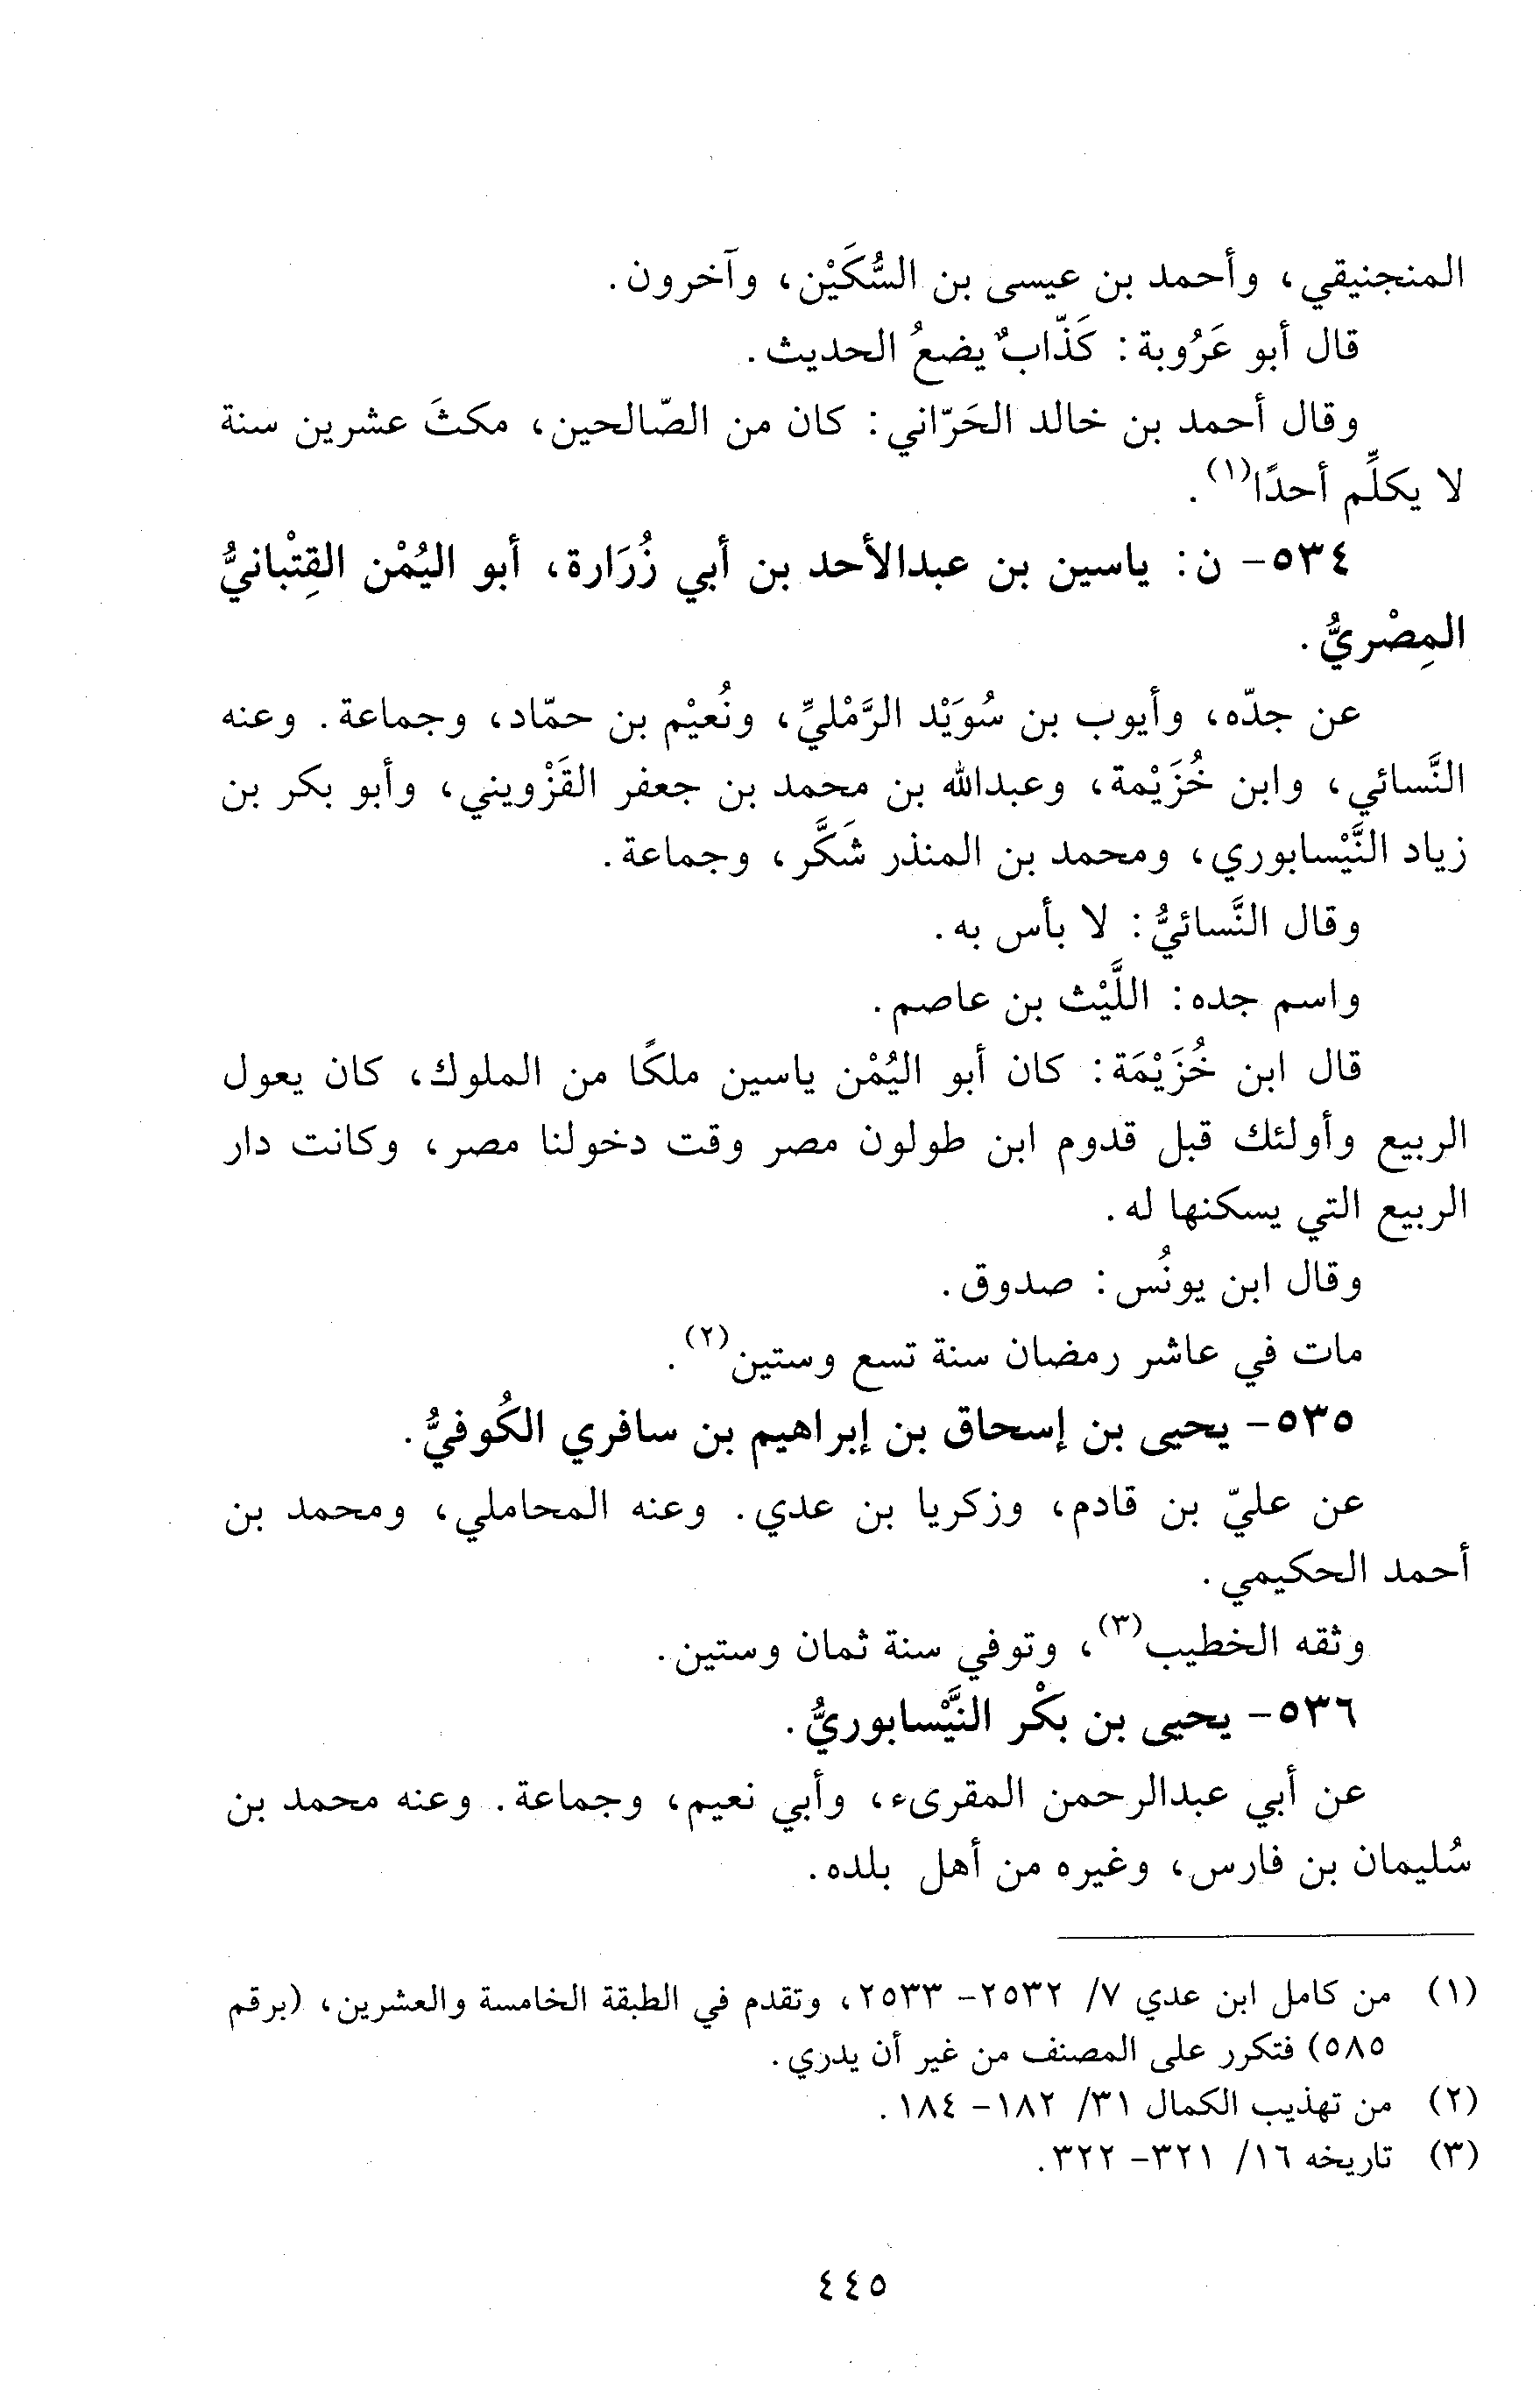 المنجنيقي، وأحمد بن عيسى بن السُّكَيْن، وآخرون.
قال أبو عَرُوبة: كَذّابٌ يضعُ الحديث.
وقال أحمد بن خالد الحَرّاني: كان من الصّالحين، مكثَ عشرين سنة
لا يكلِّم أحدًا(١).
٥٣٤- ن: ياسين بن عبدالأحد بن أبي زُرَارة، أبو اليُمْن القِتْبانيُّ
المِصْريُّ.
عن جدّه، وأيوب بن سُوَيْد الرَّمْليِّ، ونُعيْم بن حمّاد، وجماعة. وعنه
النَّسائي، وابن خُزَيْمة، وعبدالله بن محمد بن جعفر القَزْويني، وأبو بكر بن
زياد النَّيْسابوري، ومحمد بن المنذر شَكَّر، وجماعة.
وقال النَّسائيُّ: لا بأس به.
واسم جده: اللَّيْث بن عاصم.
قال ابن خُزَيْمَة: كان أبو اليُمْن ياسين ملكًا من الملوك، كان يعول
الربيع وأولئك قبل قدوم ابن طولون مصر وقت دخولنا مصر، وكانت دار
الربيع التي يسكنها له.
وقال ابن يونُس: صدوق.
مات في عاشر رمضان سنة تسع وستين(٢).
٥٣٥- يحيى بن إسحاق بن إبراهيم بن سافري الكُوفيُّ.
عن عليّ بن قادم، وزكريا بن عدي. وعنه المحاملي، ومحمد بن
أحمد الحكيمي.
وثقه الخطيب(٣)، وتوفي سنة ثمان وستين.
٥٣٦- يحيى بن بكْر النَّيْسابوريُّ.
عن أبي عبدالرحمن المقرىء، وأبي نعيم، وجماعة. وعنه محمد بن
سُليمان بن فارس، وغيره من أهل بلده.
(١) من كامل ابن عدي ٧/ ٢٥٣٢- ٢٥٣٣، وتقدم في الطبقة الخامسة والعشرين، (برقم
٥٨٥) فتكرر على المصنف من غير أن يدري.
(٢) من تهذيب الكمال ٣١/ ١٨٢- ١٨٤.
(٣) تاريخه ١٦/ ٣٢١- ٣٢٢.
٤٤٥